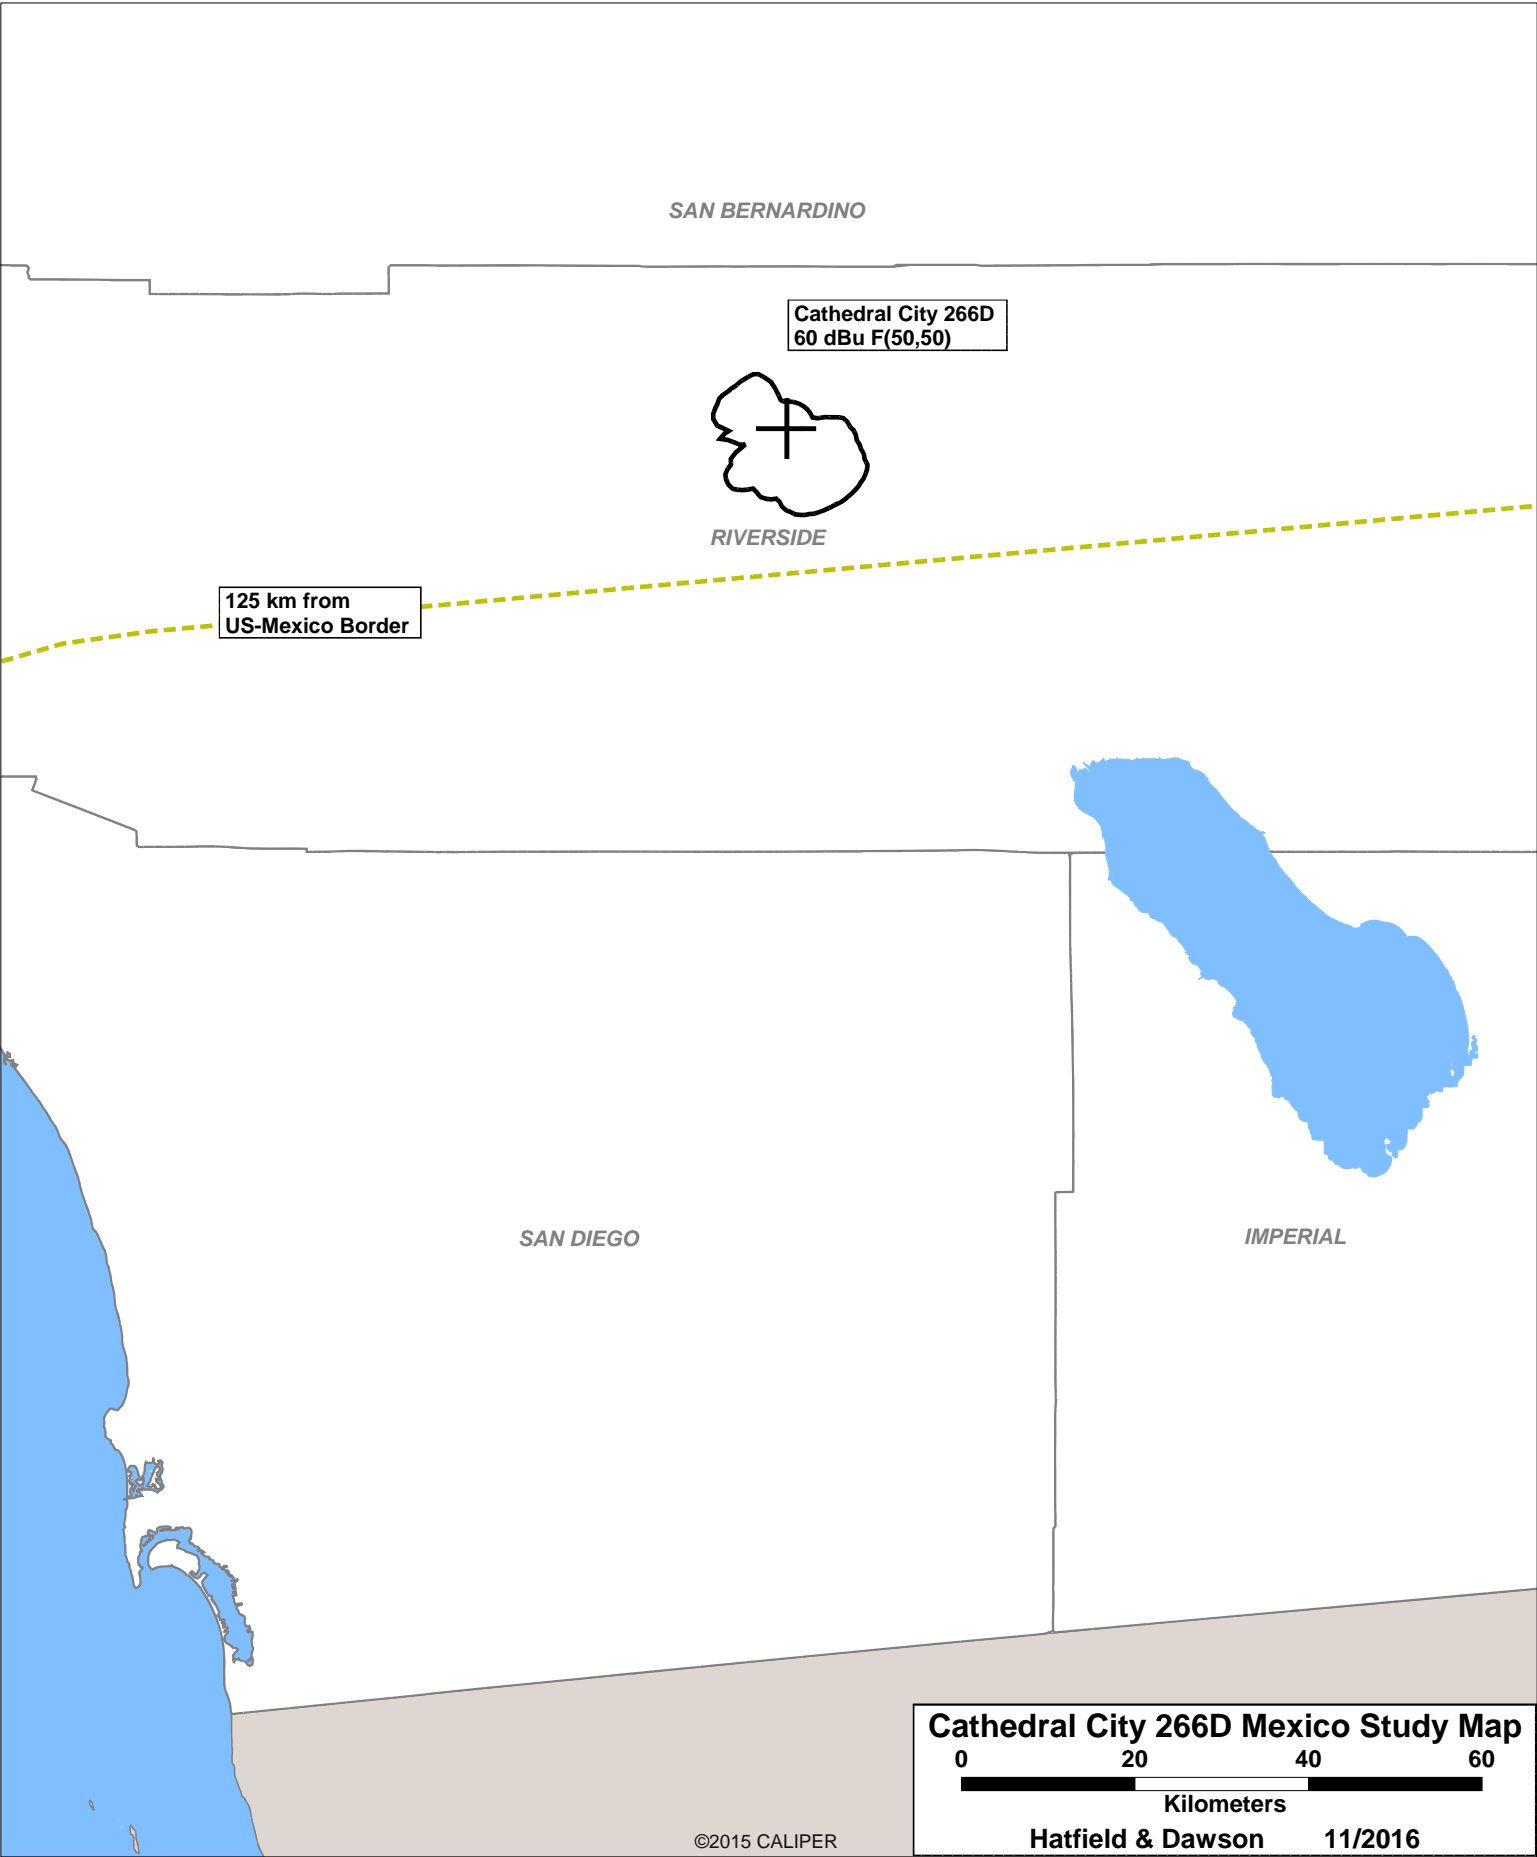 SAN BERNARDINO
Cathedral City 266D
60 dBu F(50,50)
RIVERSIDE
125 km from
US-Mexico Border
SAN DIEGO
IMPERIAL
Cathedral City 266D Mexico Study Map
0 20 40 60
Kilometers
Hatfield & Dawson 11/2016
©2015 CALIPER